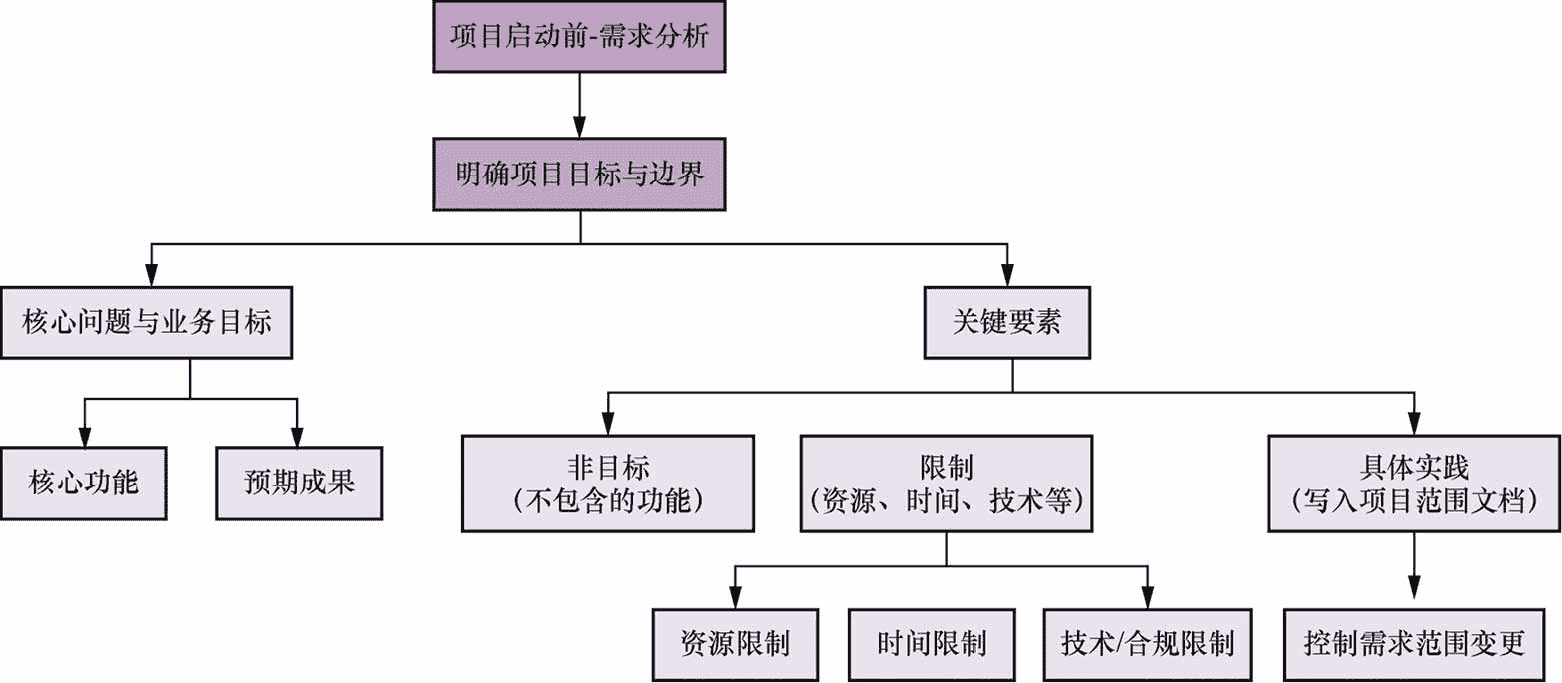 项目启动前-需求分析
明确项目目标与边界
核心问题与业务目标
关键要素
核心功能
预期成果
非目标
（不包含的功能）
限制
（资源、时间、技术等）
具体实践
（写入项目范围文档）
资源限制
时间限制
技术/合规限制
控制需求范围变更